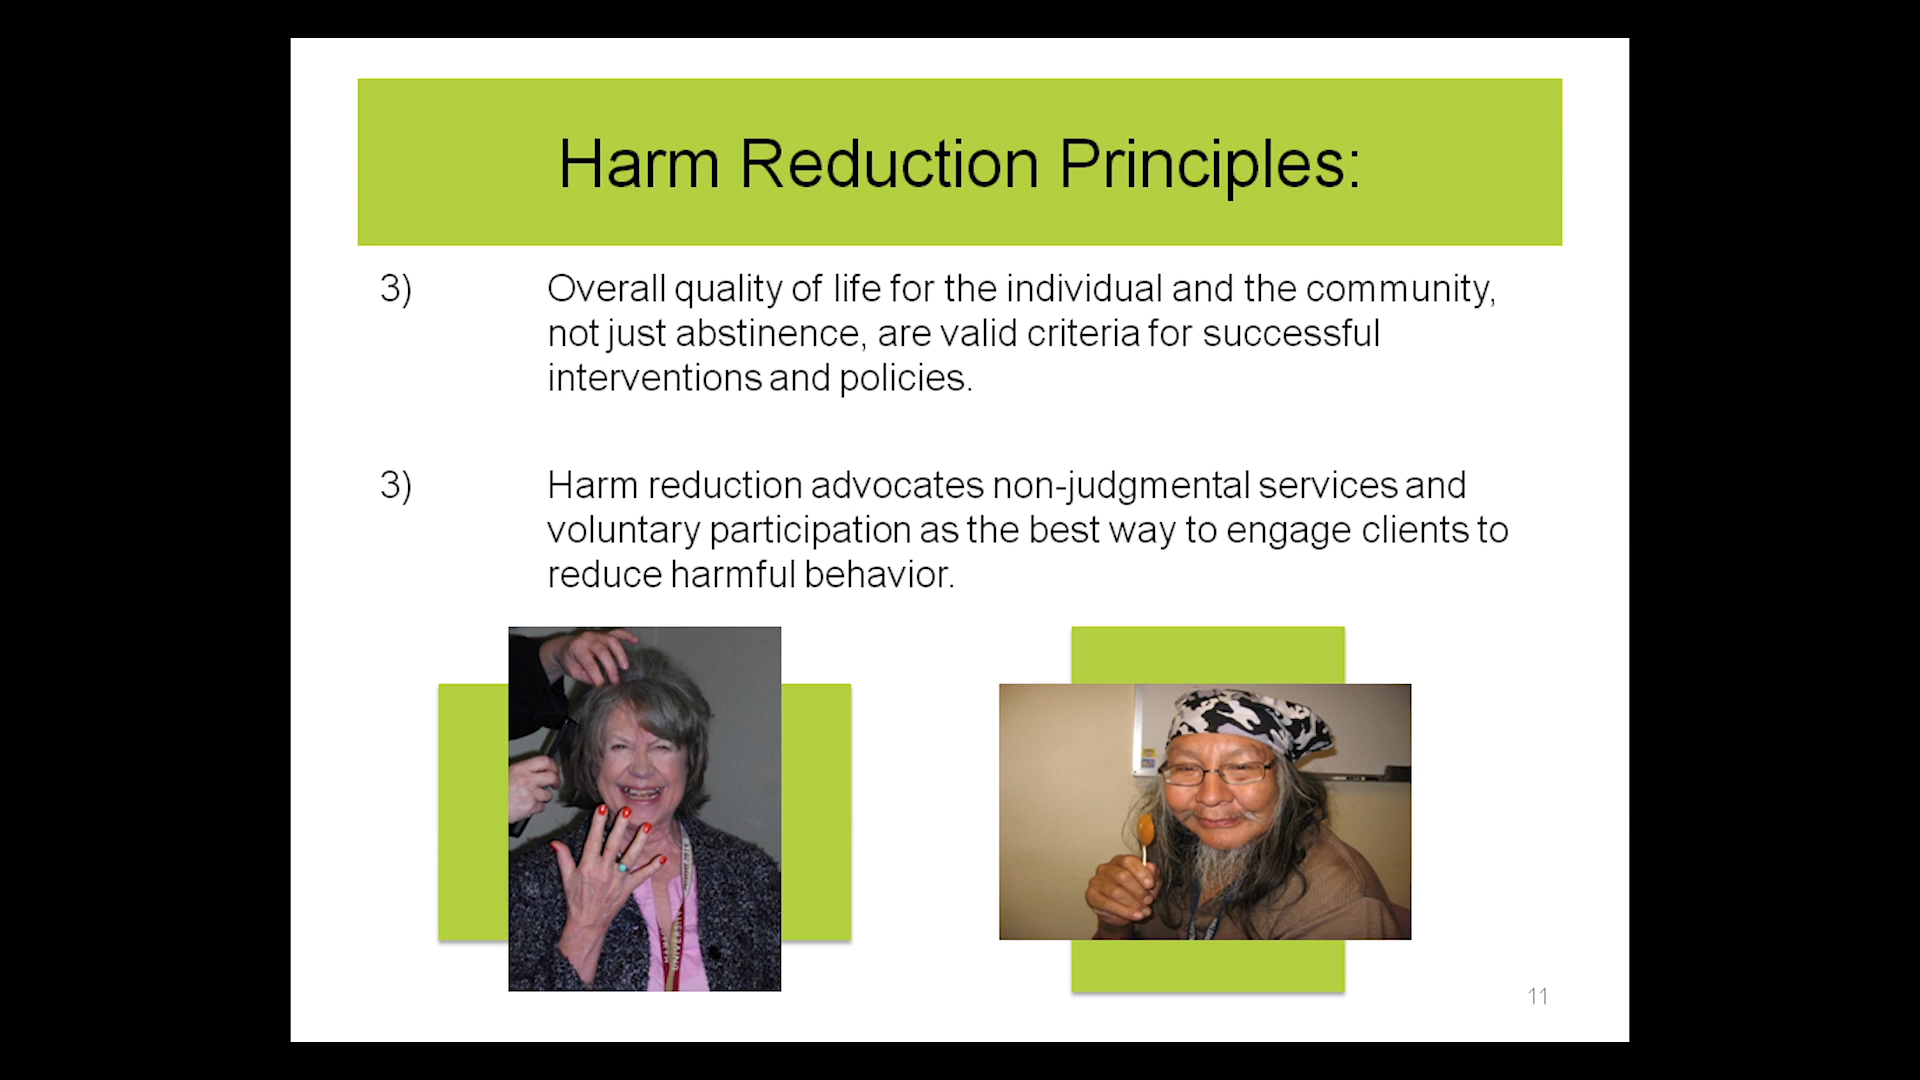 Harm Reduction Principles:
3) Overall quality of life for the individual and the community,
not just abstinence, are valid criteria for successful
interventions and policies.
3) Harm reduction advocates non-judgmental services and
voluntary participation as the best way to engage clients to
reduce harmful behavior.
UNIVERSITY
11